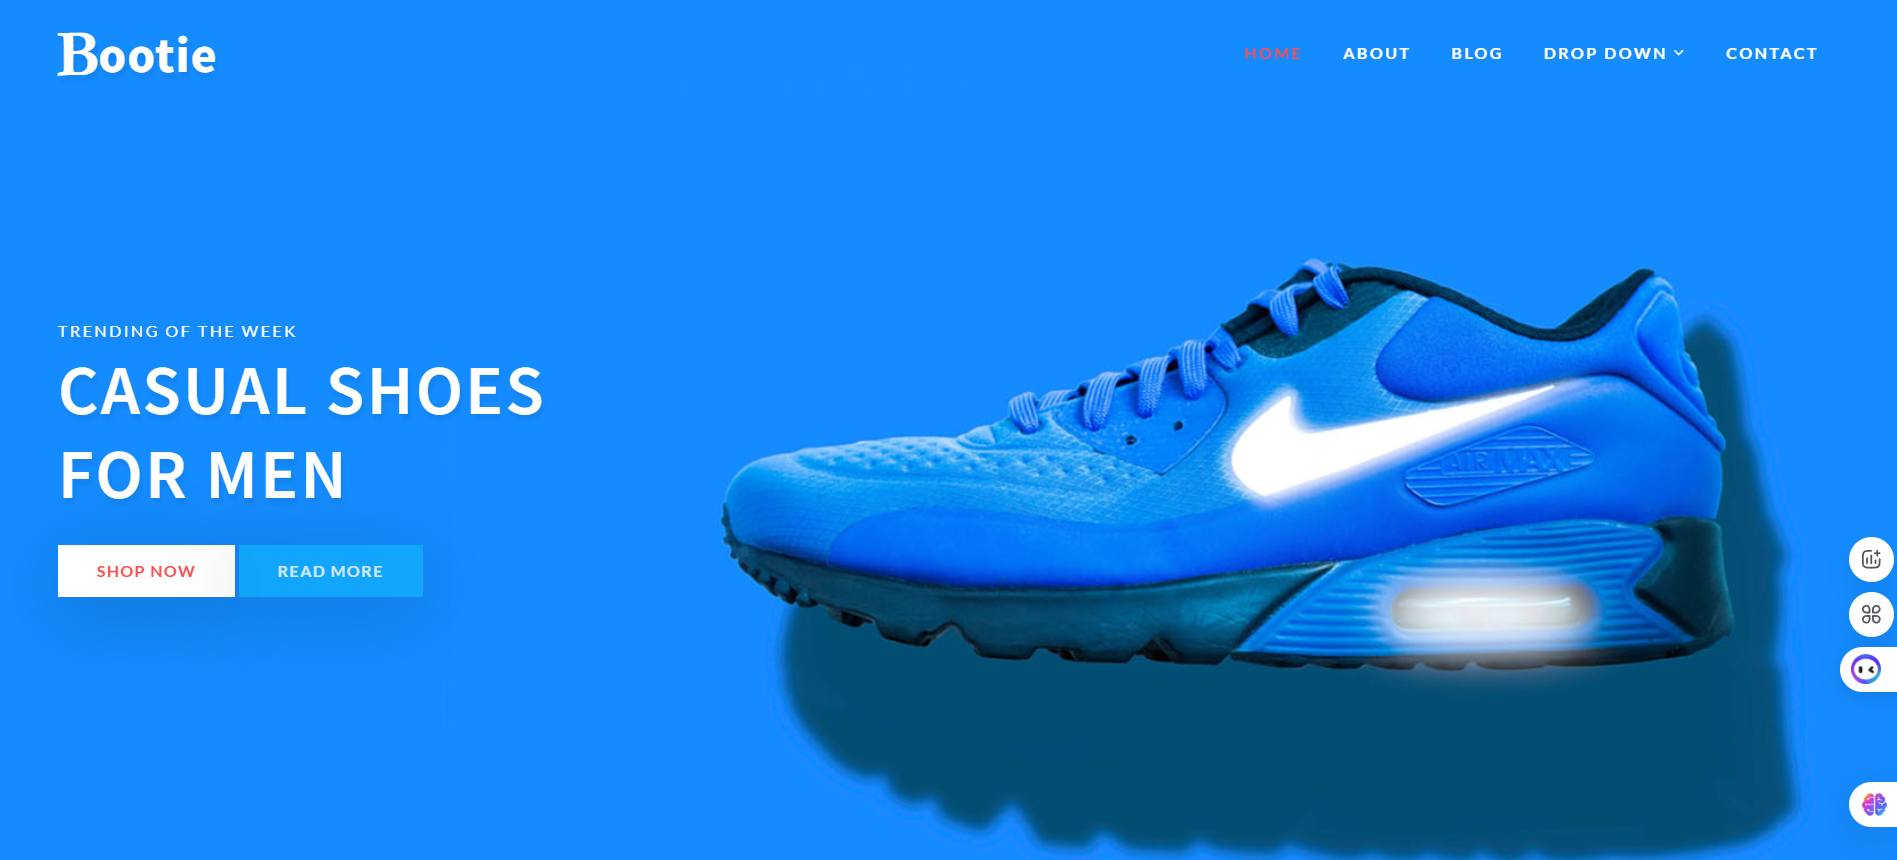 Bootie
HOME ABOUT BLOG DROP DOWN CONTACT
TRENDING OF THE WEEK
CASUAL SHOES
FOR MEN
SHOP NOW READ MORE
AIR MAX